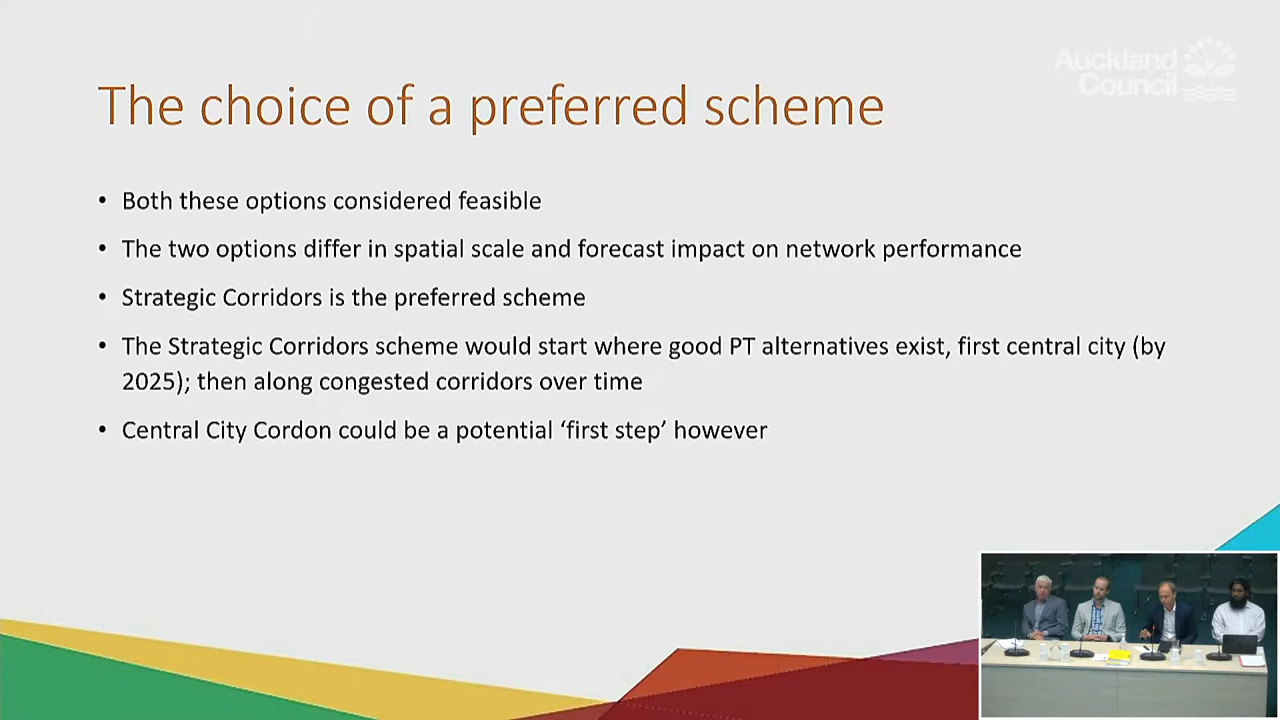 Auckland
Council
The choice of a preferred scheme
• Both these options considered feasible
• The two options differ in spatial scale and forecast impact on network performance
• Strategic Corridors is the preferred scheme
• The Strategic Corridors scheme would start where good PT alternatives exist, first central city (by
2025); then along congested corridors over time
• Central City Cordon could be a potential ‘first step’ however